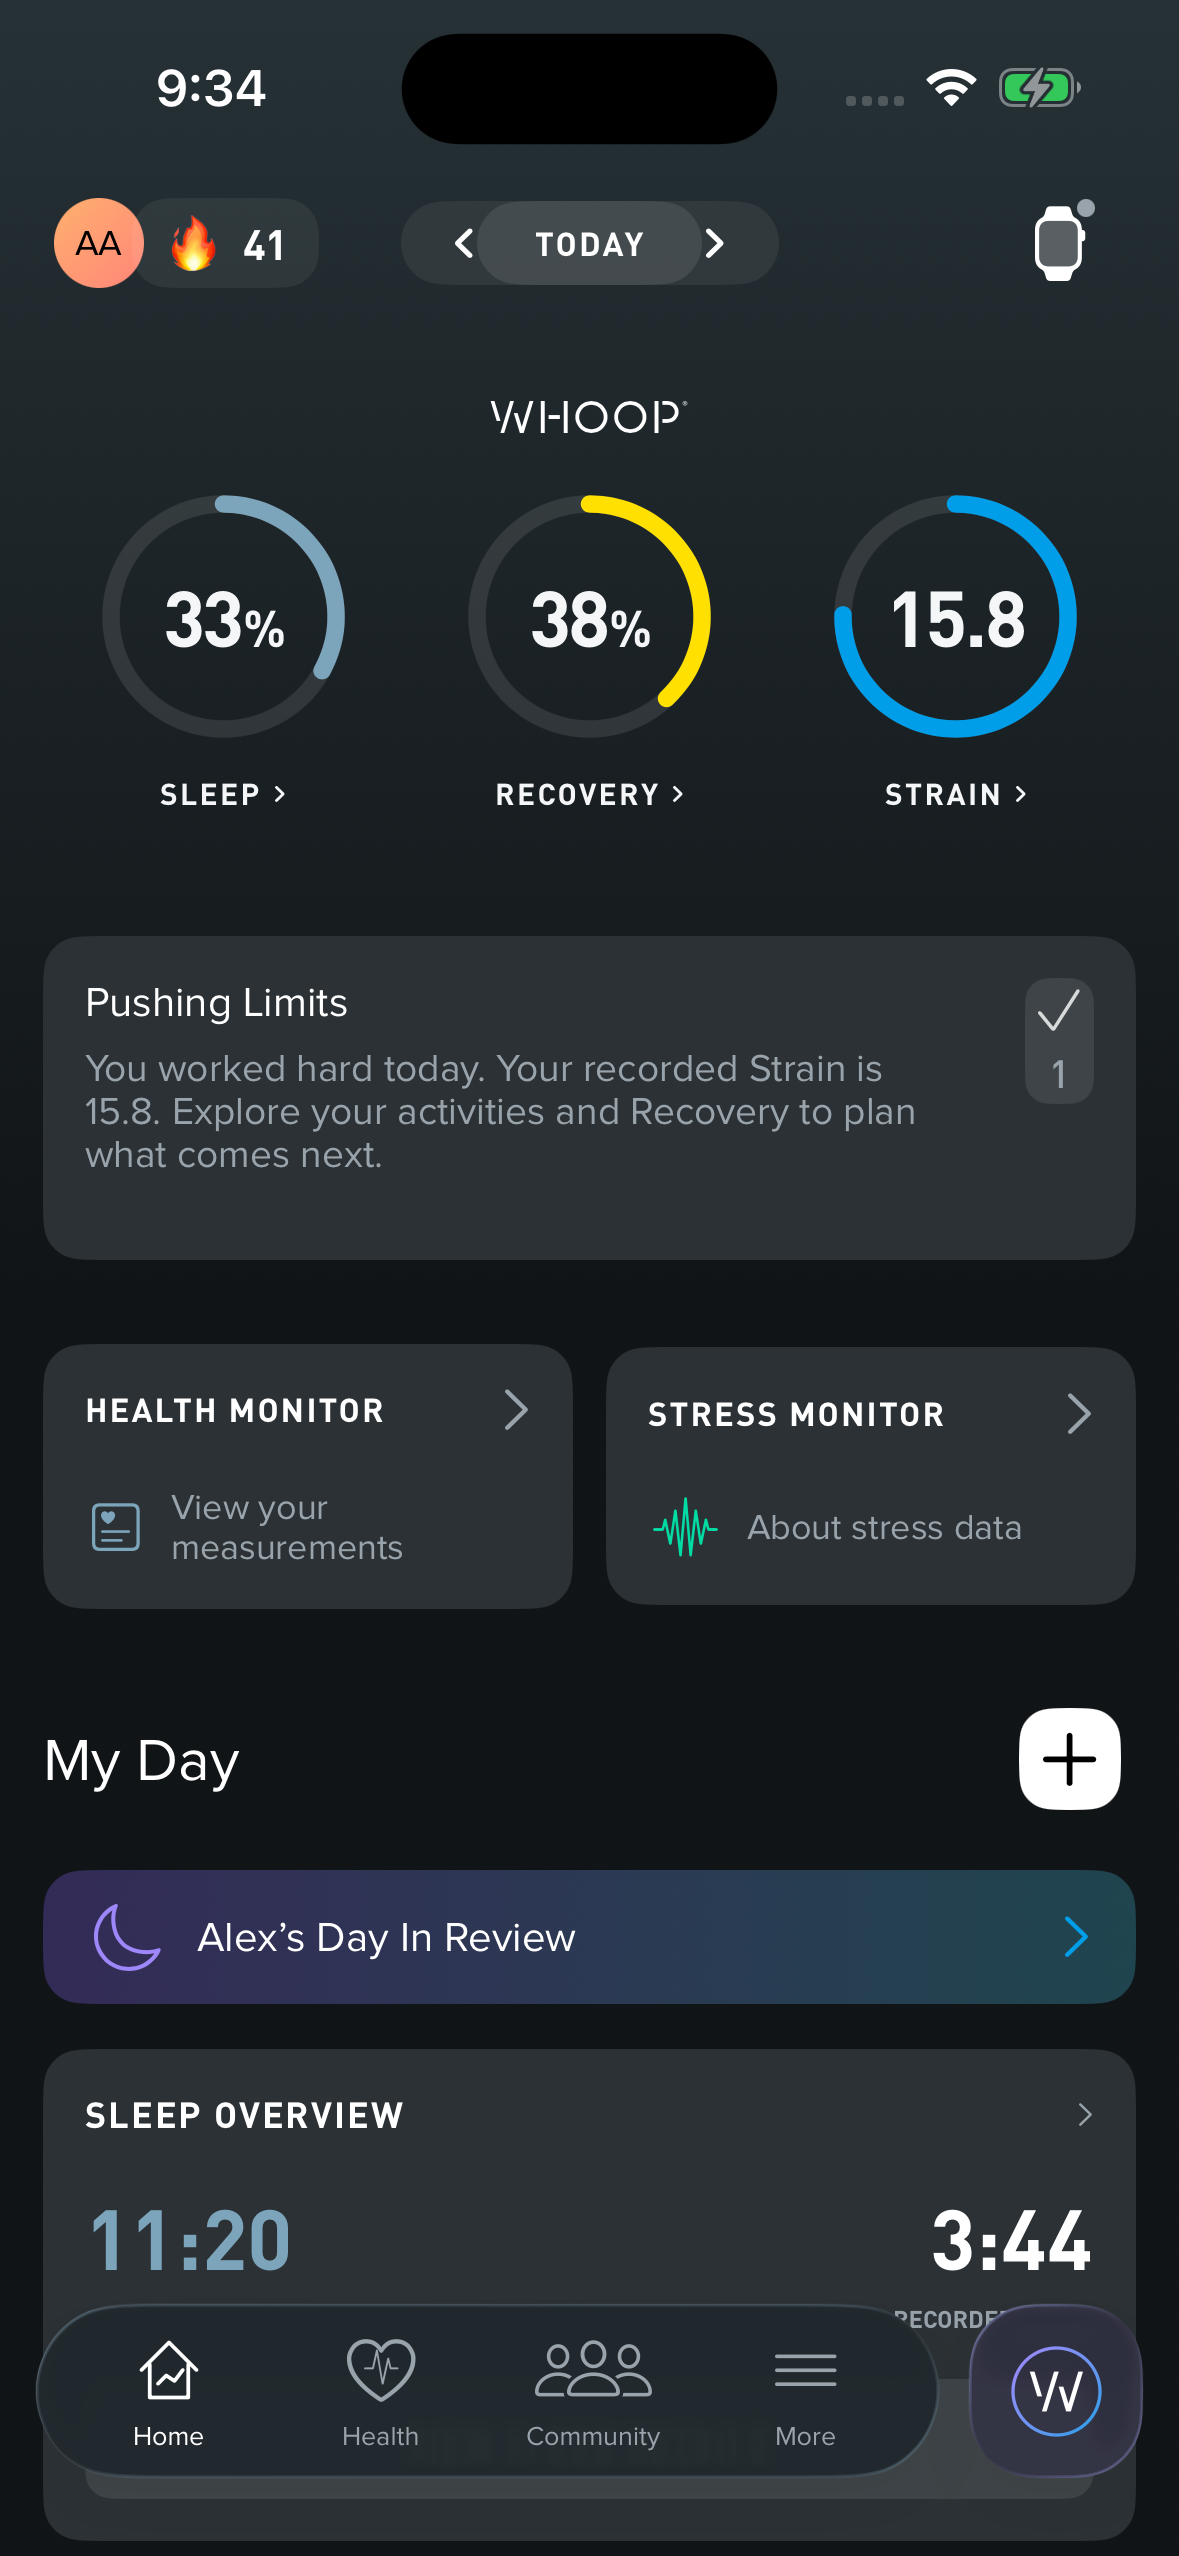 9:34
AA 🔥 41
TODAY
WHOOP®
33%
38%
15.8
SLEEP
RECOVERY
STRAIN
Pushing Limits
1
You worked hard today. Your recorded Strain is
15.8. Explore your activities and Recovery to plan
what comes next.
HEALTH MONITOR
View your
measurements
STRESS MONITOR
About stress data
My Day
Alex’s Day In Review
SLEEP OVERVIEW
11:20
3:44
Home
Health
Community
More
W